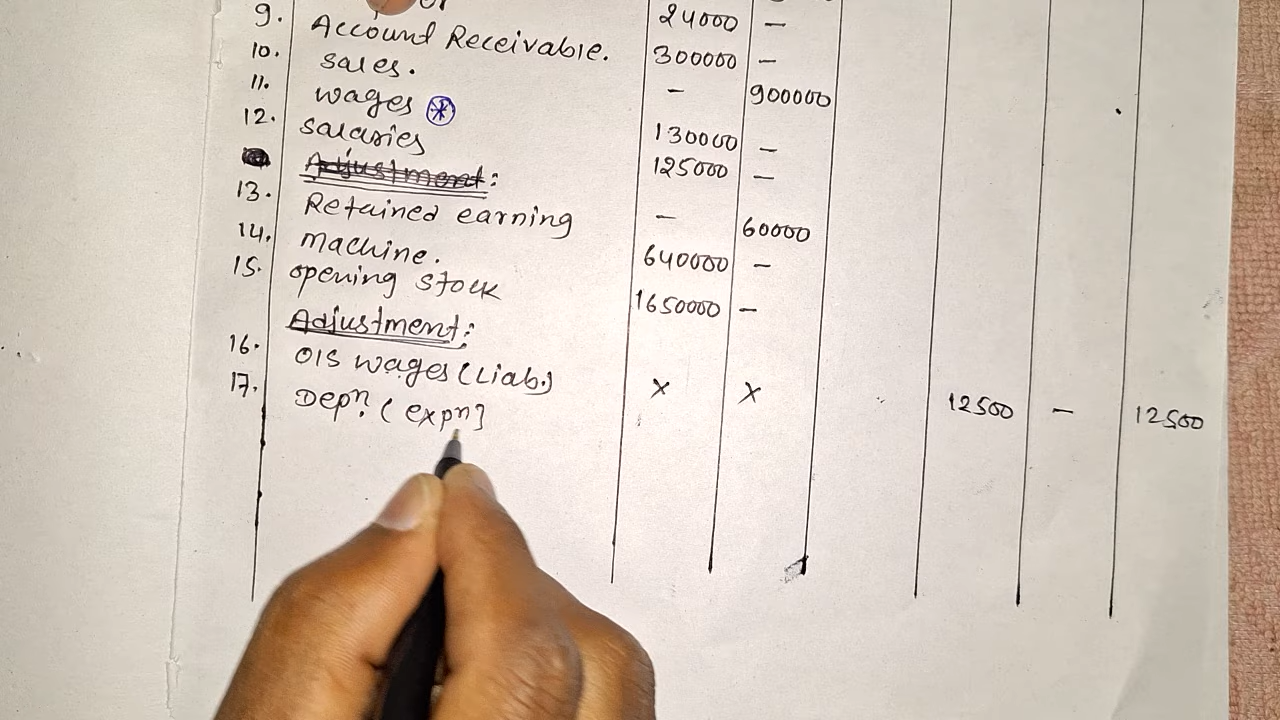 9. 24000 -
Account Receivable. 300000 -
10. sales. - 900000
11. wages * 130000 -
12. salaries 125000 -
Adjustment:
13. Retained earning - 60000
14. machine. 640000 -
15. opening stock 1650000 -
Adjustment:
16. O/S wages (Liab.) x x 12500 - 12500
17. Depn. (expn)